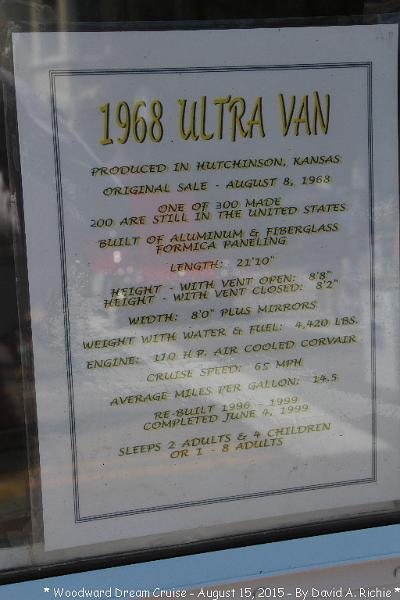 1968 ULTRA VAN
PRODUCED IN HUTCHINSON, KANSAS
ORIGINAL SALE - AUGUST 8, 1968
ONE OF 300 MADE
200 ARE STILL IN THE UNITED STATES
BUILT OF ALUMINUM & FIBERGLASS
FORMICA PANELING
LENGTH: 21'10"
HEIGHT - WITH VENT OPEN: 8'8"
HEIGHT - WITH VENT CLOSED: 8'2"
WIDTH: 8'0" PLUS MIRRORS
WEIGHT WITH WATER & FUEL: 4,420 LBS.
ENGINE: 110 H.P. AIR COOLED CORVAIR
CRUISE SPEED: 65 MPH
AVERAGE MILES PER GALLON: 14.5
RE-BUILT 1996 - 1999
COMPLETED JUNE 4, 1999
SLEEPS 2 ADULTS & 4 CHILDREN
OR 1 - 8 ADULTS
* Woodward Dream Cruise - August 15, 2015 - By David A. Richie *